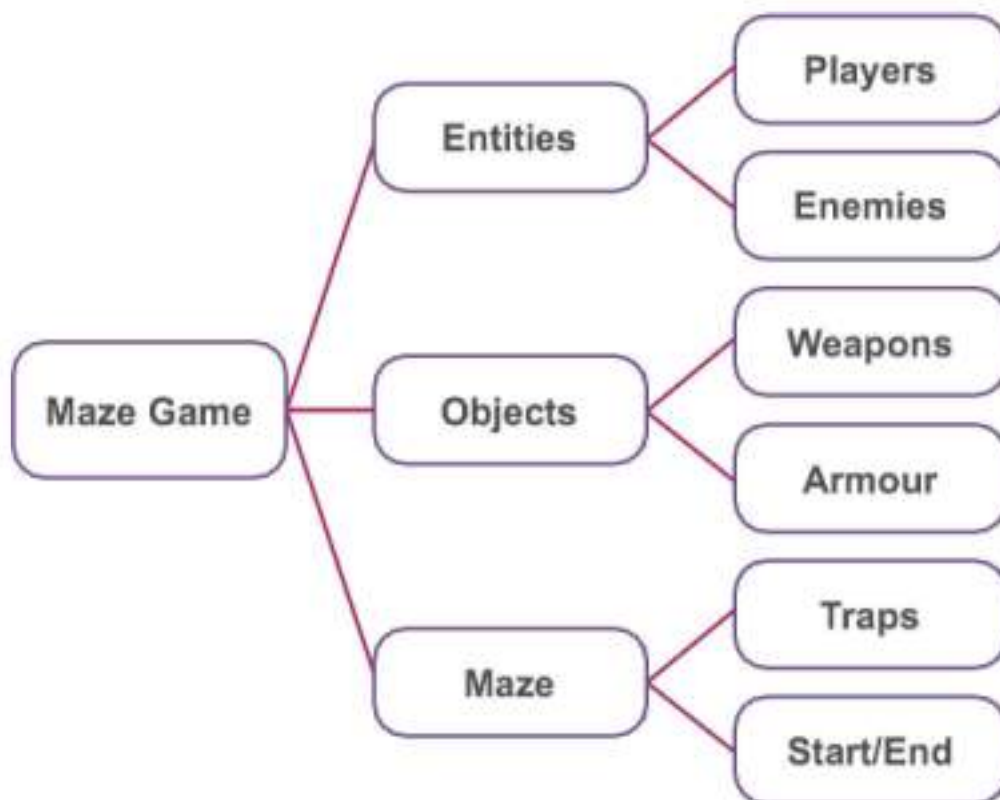 Maze Game
Entities
Players
Enemies
Objects
Weapons
Armour
Maze
Traps
Start/End